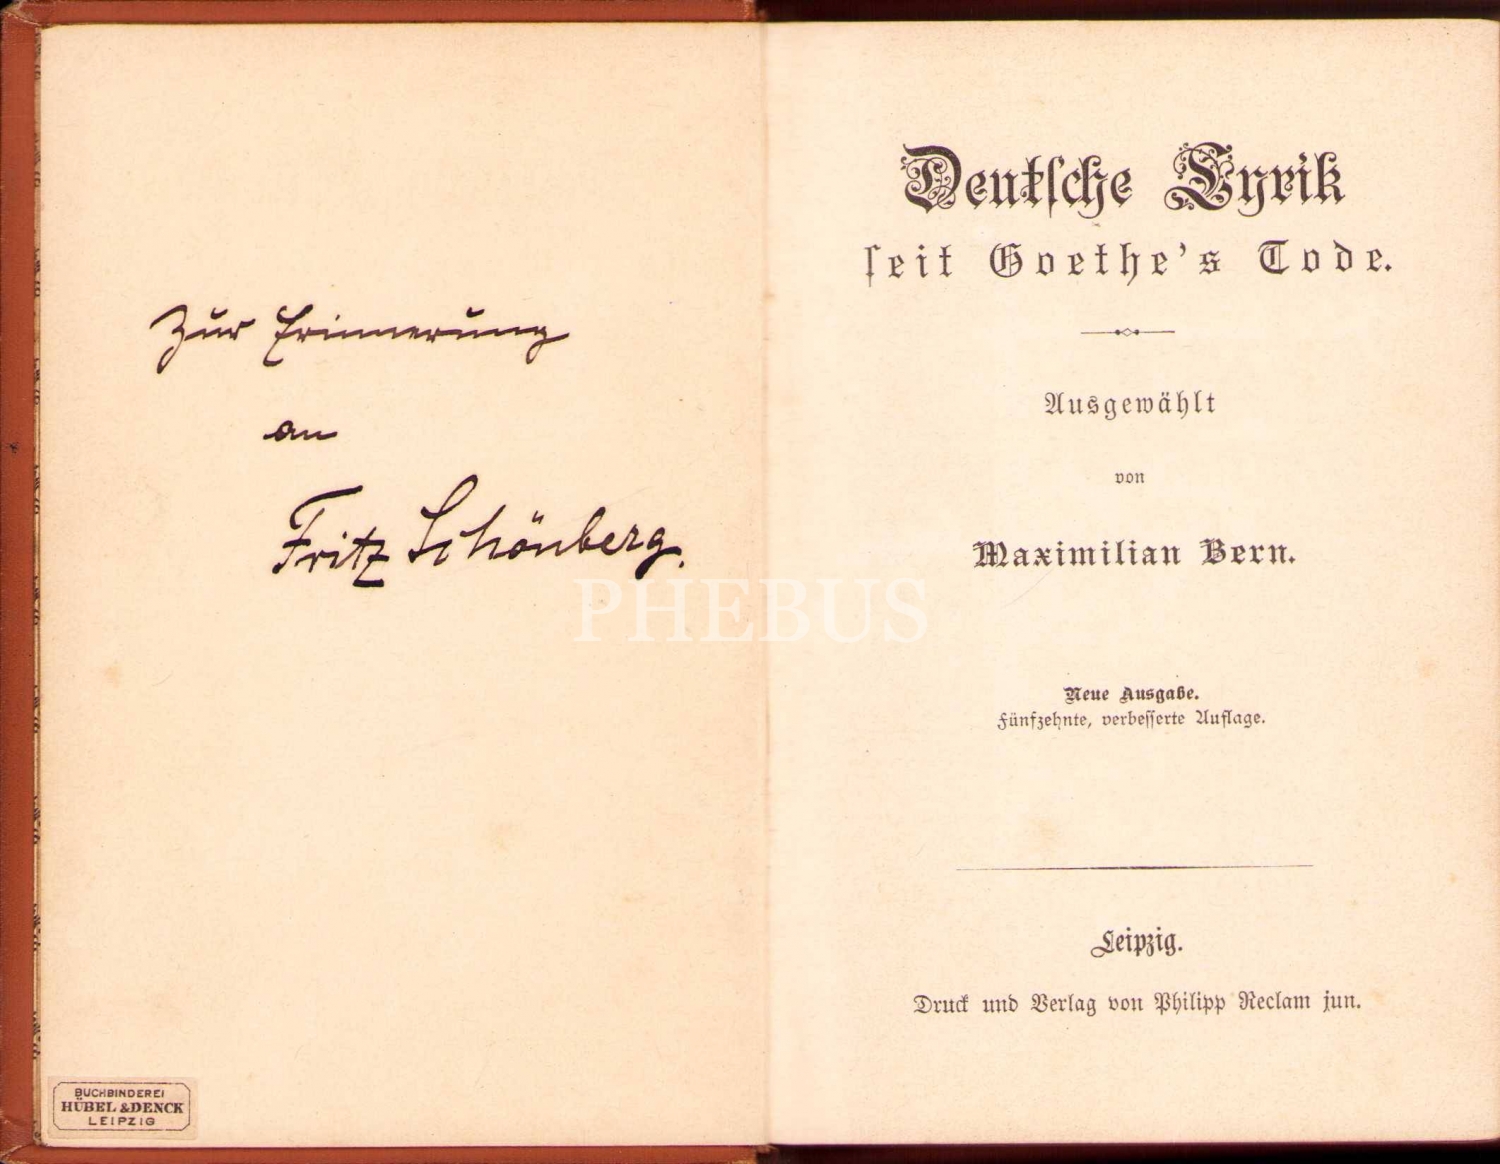 Zur Erinnerung
an
Fritz Schönberg.
BUCHBINDEREI
HÜBEL & DENCK
LEIPZIG
Deutsche Lyrik
seit Goethe's Tode.
Ausgewählt
von
Maximilian Bern.
Neue Ausgabe.
Fünfzehnte, verbesserte Auflage.
Leipzig.
Druck und Verlag von Philipp Reclam jun.
PHEBUS